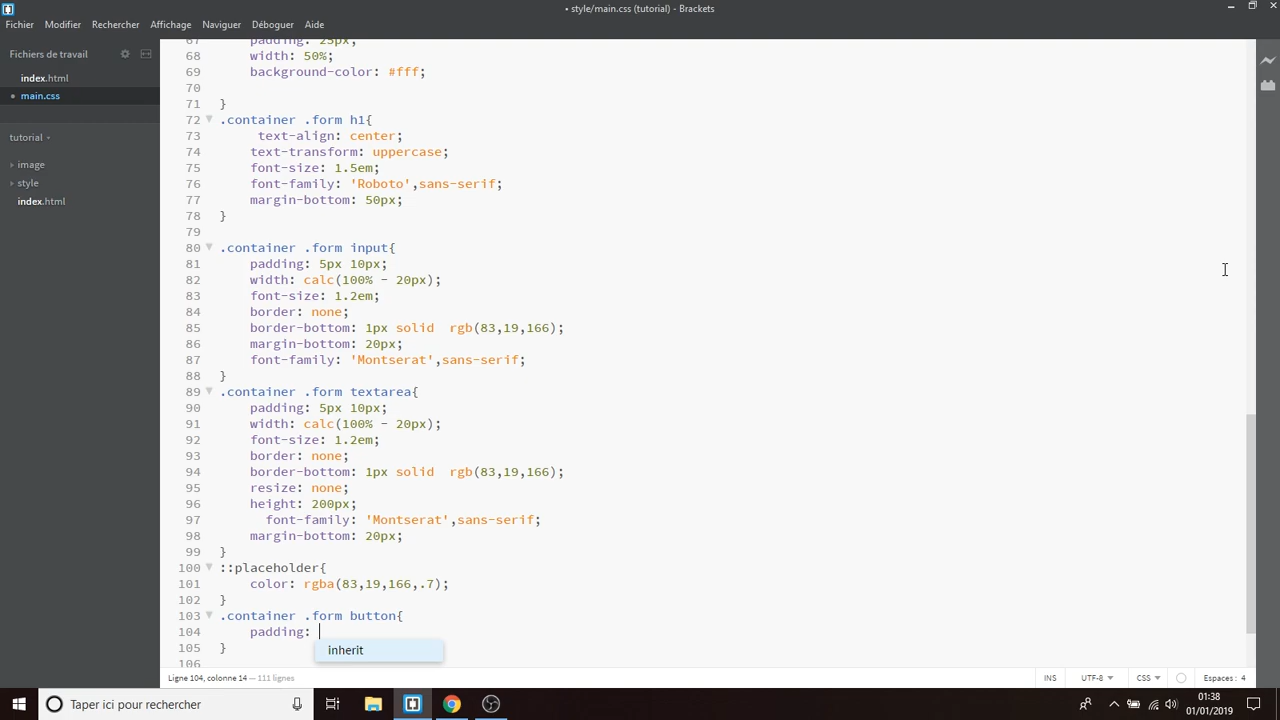 • style/main.css (tutorial) - Brackets
Fichier Modifier Rechercher Affichage Naviguer Déboguer Aide
Fichiers de travail
index.html
• main.css
tutorial
image
style
index.html
67 padding: 25px;
68 width: 50%;
69 background-color: #fff;
70
71 }
72 .container .form h1{
73 text-align: center;
74 text-transform: uppercase;
75 font-size: 1.5em;
76 font-family: 'Roboto',sans-serif;
77 margin-bottom: 50px;
78 }
79
80 .container .form input{
81 padding: 5px 10px;
82 width: calc(100% - 20px);
83 font-size: 1.2em;
84 border: none;
85 border-bottom: 1px solid  rgb(83,19,166);
86 margin-bottom: 20px;
87 font-family: 'Montserat',sans-serif;
88 }
89 .container .form textarea{
90 padding: 5px 10px;
91 width: calc(100% - 20px);
92 font-size: 1.2em;
93 border: none;
94 border-bottom: 1px solid  rgb(83,19,166);
95 resize: none;
96 height: 200px;
97 font-family: 'Montserat',sans-serif;
98 margin-bottom: 20px;
99 }
100 ::placeholder{
101 color: rgba(83,19,166,.7);
102 }
103 .container .form button{
104 padding:
inherit
105 }
106
Ligne 104, colonne 14 — 111 lignes INS UTF-8 CSS Espaces : 4
Taper ici pour rechercher
01:38
01/01/2019